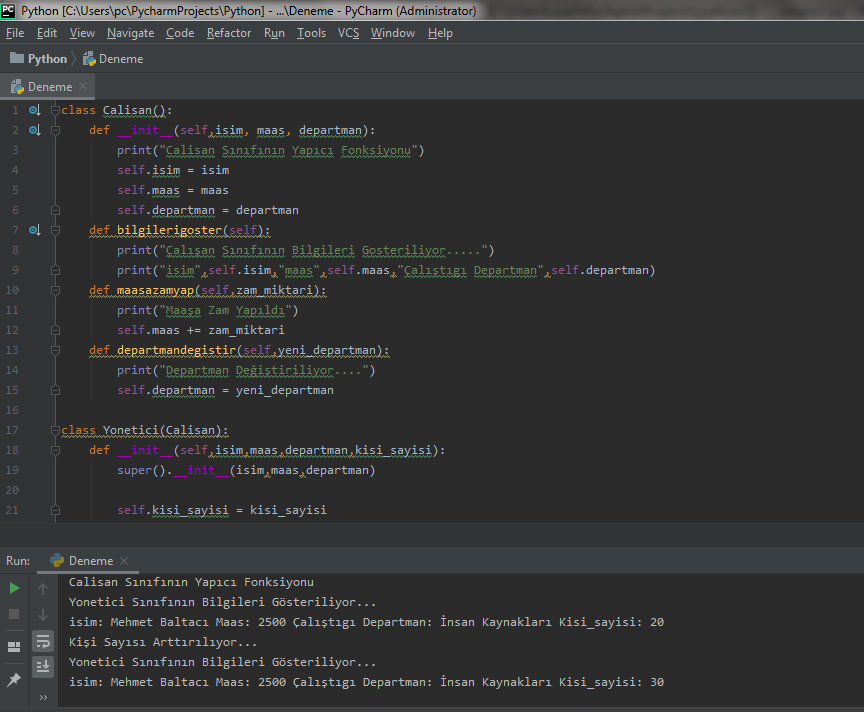 PC Python [C:\Users\pc\PycharmProjects\Python] - ...\Deneme - PyCharm (Administrator)
File Edit View Navigate Code Refactor Run Tools VCS Window Help
Python Deneme
Deneme
1 class Calisan():
2 def __init__(self,isim, maas, departman):
3 print("Calisan Sınıfının Yapıcı Fonksiyonu")
4 self.isim = isim
5 self.maas = maas
6 self.departman = departman
7 def bilgilerigoster(self):
8 print("Çalışan Sınıfının Bilgileri Gosteriliyor.....")
9 print("isim",self.isim,"maas",self.maas,"Çalıştıgı Departman",self.departman)
10 def maasazamyap(self,zam_miktari):
11 print("Maaşa Zam Yapıldı")
12 self.maas += zam_miktari
13 def departmandegistir(self,yeni_departman):
14 print("Departman Değiştiriliyor....")
15 self.departman = yeni_departman
16
17 class Yonetici(Calisan):
18 def __init__(self,isim,maas,departman,kisi_sayisi):
19 super().__init__(isim,maas,departman)
20
21 self.kisi_sayisi = kisi_sayisi
Run: Deneme
Calisan Sınıfının Yapıcı Fonksiyonu
Yonetici Sınıfının Bilgileri Gösteriliyor...
isim: Mehmet Baltacı Maas: 2500 Çalıştıgı Departman: İnsan Kaynakları Kisi_sayisi: 20
Kişi Sayısı Arttırılıyor...
Yonetici Sınıfının Bilgileri Gösteriliyor...
isim: Mehmet Baltacı Maas: 2500 Çalıştıgı Departman: İnsan Kaynakları Kisi_sayisi: 30